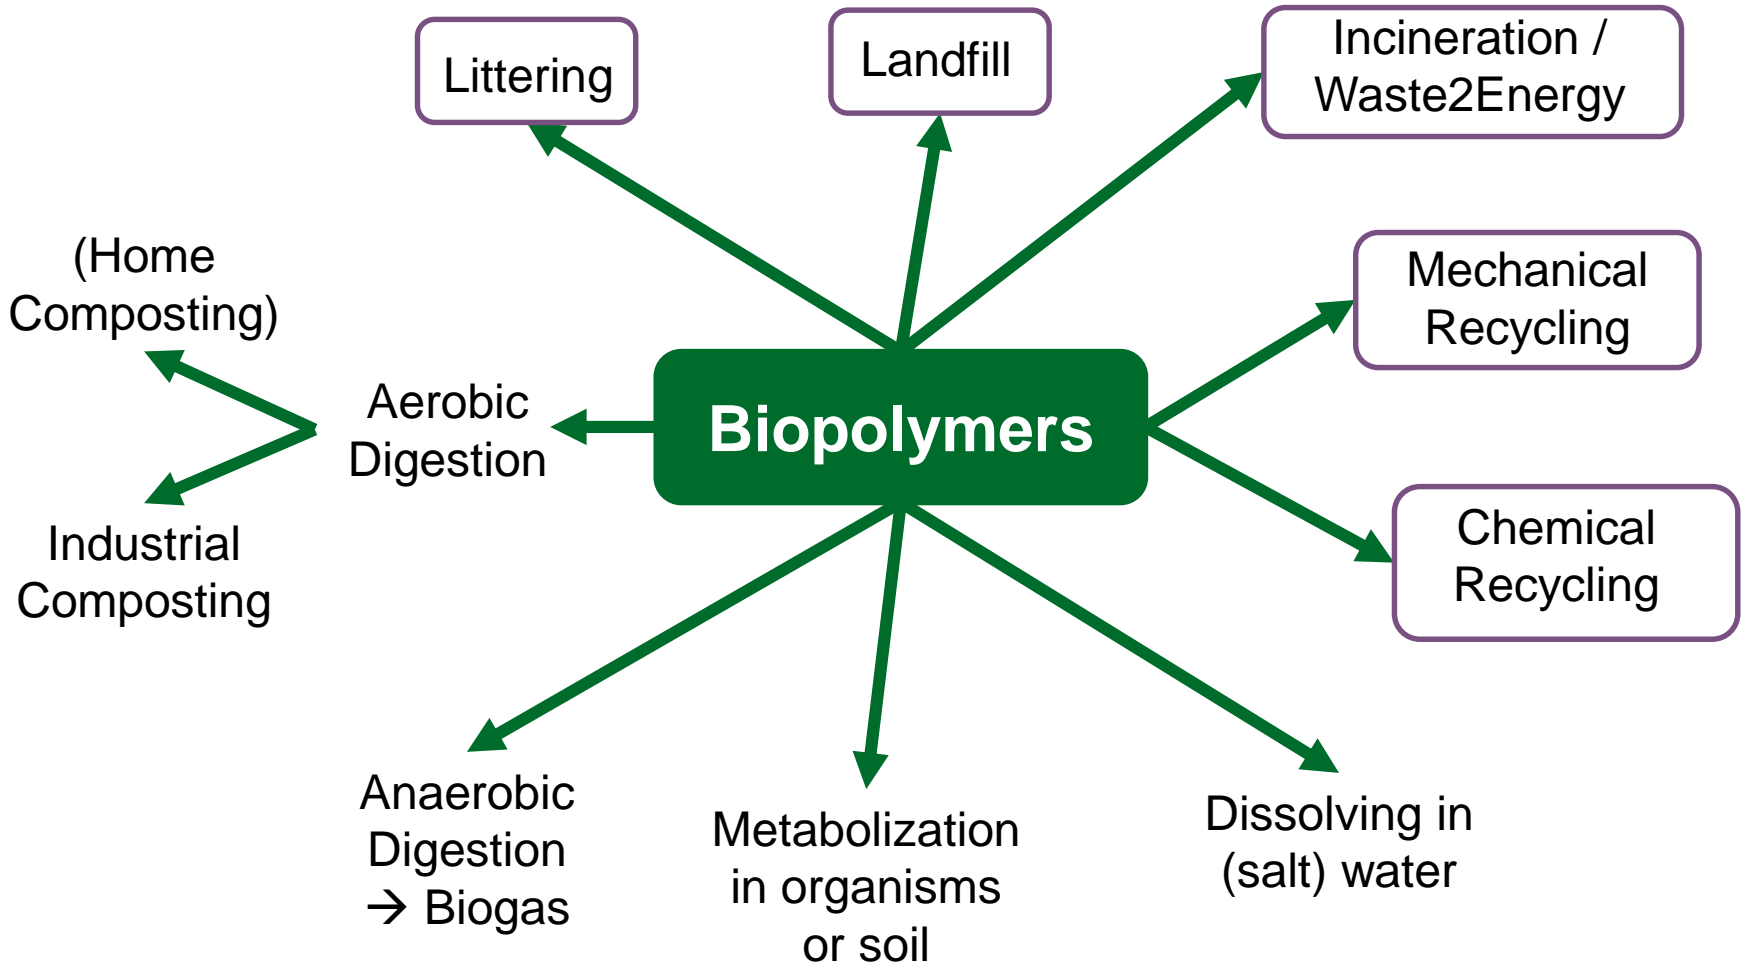 Littering
Landfill
Incineration /
Waste2Energy
(Home
Composting)
Mechanical
Recycling
Aerobic
Digestion
Biopolymers
Industrial
Composting
Chemical
Recycling
Anaerobic
Digestion
→ Biogas
Metabolization
in organisms
or soil
Dissolving in
(salt) water